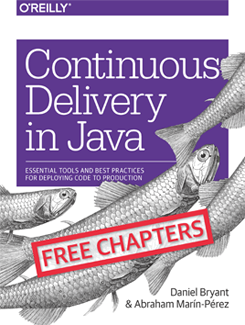 O'REILLY®
Continuous
Delivery
in Java
ESSENTIAL TOOLS AND BEST PRACTICES
FOR DEPLOYING CODE TO PRODUCTION
FREE CHAPTERS
Daniel Bryant
& Abraham Marín-Pérez